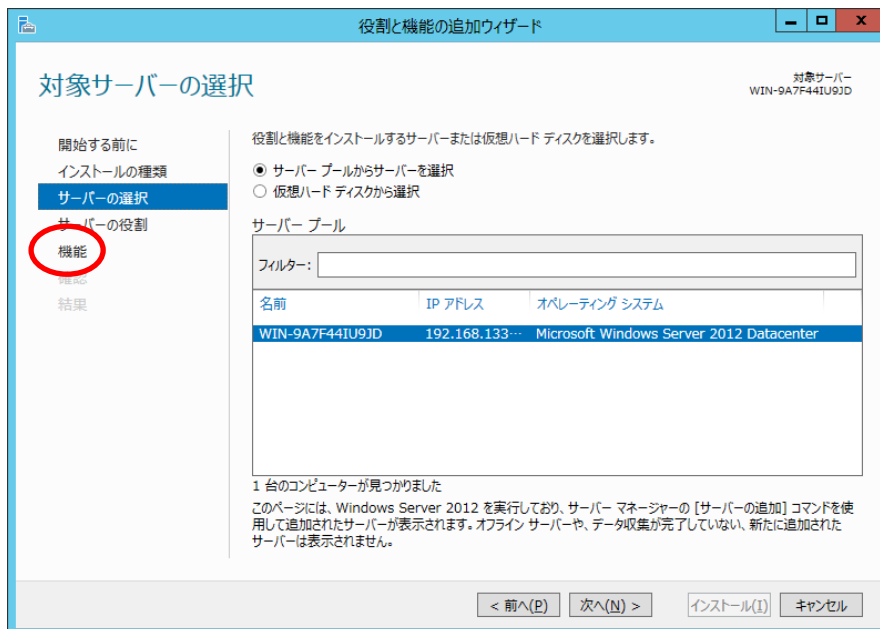 役割と機能の追加ウィザード
対象サーバーの選択
対象サーバー
WIN-9A7F44IU9JD
開始する前に
インストールの種類
サーバーの選択
サーバーの役割
機能
確認
結果
役割と機能をインストールするサーバーまたは仮想ハード ディスクを選択します。
サーバー プールからサーバーを選択
仮想ハード ディスクから選択
サーバー プール
フィルター:
名前 IP アドレス オペレーティング システム
WIN-9A7F44IU9JD 192.168.133… Microsoft Windows Server 2012 Datacenter
1 台のコンピューターが見つかりました
このページには、Windows Server 2012 を実行しており、サーバー マネージャーの [サーバーの追加] コマンドを使
用して追加されたサーバーが表示されます。オフライン サーバーや、データ収集が完了していない、新たに追加された
サーバーは表示されません。
< 前へ(P) 次へ(N) > インストール(I) キャンセル